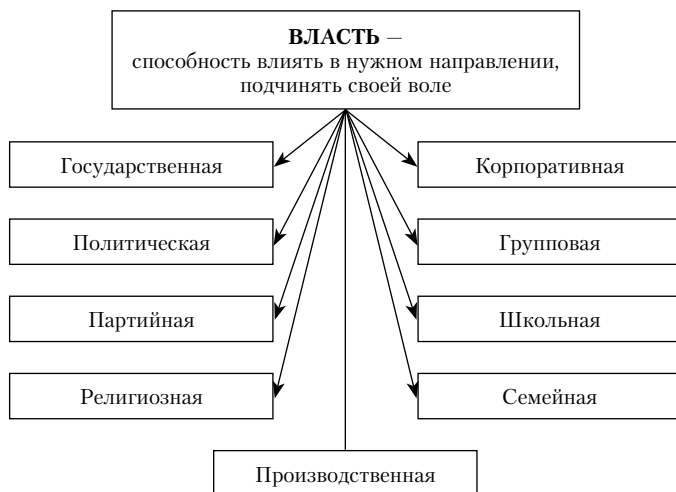 ВЛАСТЬ —
способность влиять в нужном направлении,
подчинять своей воле
Государственная
Корпоративная
Политическая
Групповая
Партийная
Школьная
Религиозная
Семейная
Производственная